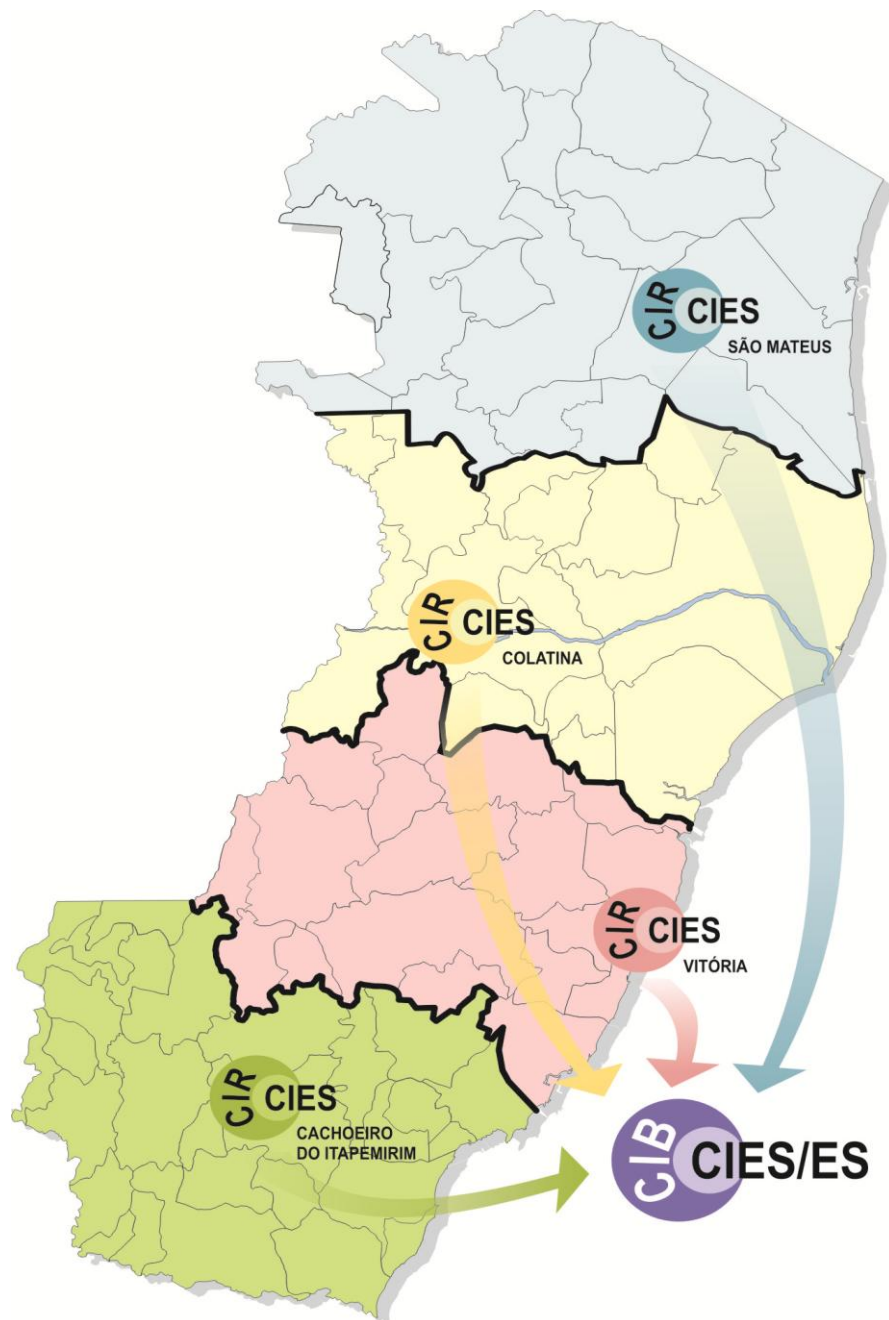 CIR CIES
SÃO MATEUS
CIR CIES
COLATINA
CIR CIES
VITÓRIA
CIR CIES
CACHOEIRO
DO ITAPEMIRIM
CIB CIES/ES